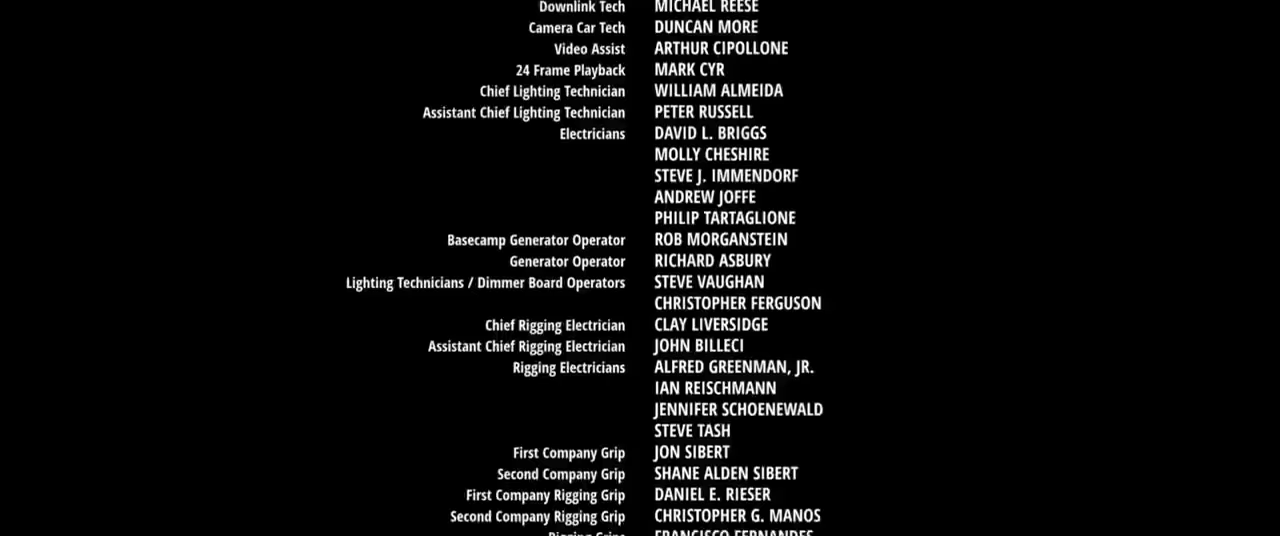 Downlink Tech MICHAEL REESE
Camera Car Tech DUNCAN MORE
Video Assist ARTHUR CIPOLLONE
24 Frame Playback MARK CYR
Chief Lighting Technician WILLIAM ALMEIDA
Assistant Chief Lighting Technician PETER RUSSELL
Electricians DAVID L. BRIGGS
MOLLY CHESHIRE
STEVE J. IMMENDORF
ANDREW JOFFE
PHILIP TARTAGLIONE
Basecamp Generator Operator ROB MORGANSTEIN
Generator Operator RICHARD ASBURY
Lighting Technicians / Dimmer Board Operators STEVE VAUGHAN
CHRISTOPHER FERGUSON
Chief Rigging Electrician CLAY LIVERSIDGE
Assistant Chief Rigging Electrician JOHN BILLECI
Rigging Electricians ALFRED GREENMAN, JR.
IAN REISCHMANN
JENNIFER SCHOENEWALD
STEVE TASH
First Company Grip JON SIBERT
Second Company Grip SHANE ALDEN SIBERT
First Company Rigging Grip DANIEL E. RIESER
Second Company Rigging Grip CHRISTOPHER G. MANOS
Rigging Grips FRANCISCO FERNANDES